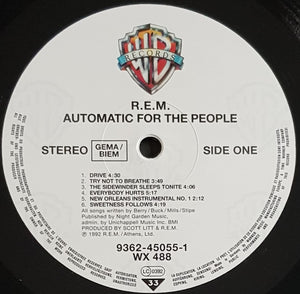 WB
RECORDS
R.E.M.
AUTOMATIC FOR THE PEOPLE
STEREO
GEMA/
BIEM
SIDE ONE
1. DRIVE 4:30
2. TRY NOT TO BREATHE 3:49
3. THE SIDEWINDER SLEEPS TONITE 4:06
4. EVERYBODY HURTS 5:17
5. NEW ORLEANS INSTRUMENTAL NO. 1 2:12
6. SWEETNESS FOLLOWS 4:19
All songs written by Berry/Buck/Mills/Stipe
Published by Night Garden Music,
admin. by Unichappell Music Inc. BMI
PRODUCED BY SCOTT LITT & R.E.M.
℗ 1992 R.E.M./Athens, Ltd.
9362-45055-1
WX 488
LC 0392
33